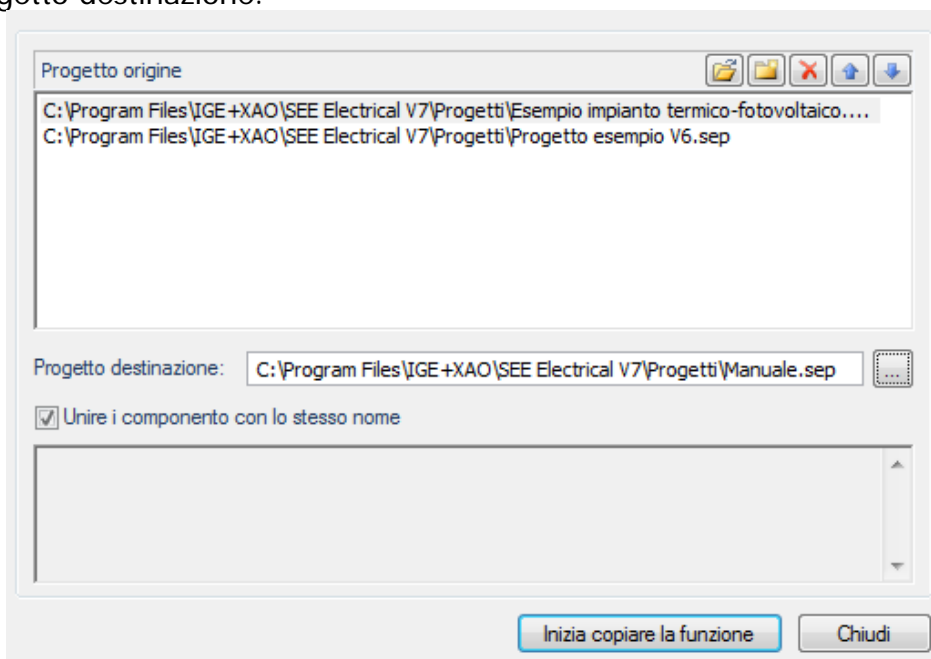 getto destinazione.
Progetto origine
C:\Program Files\IGE+XAO\SEE Electrical V7\Progetti\Esempio impianto termico-fotovoltaico....
C:\Program Files\IGE+XAO\SEE Electrical V7\Progetti\Progetto esempio V6.sep
Progetto destinazione: C:\Program Files\IGE+XAO\SEE Electrical V7\Progetti\Manuale.sep ...
Unire i componento con lo stesso nome
Inizia copiare la funzione Chiudi